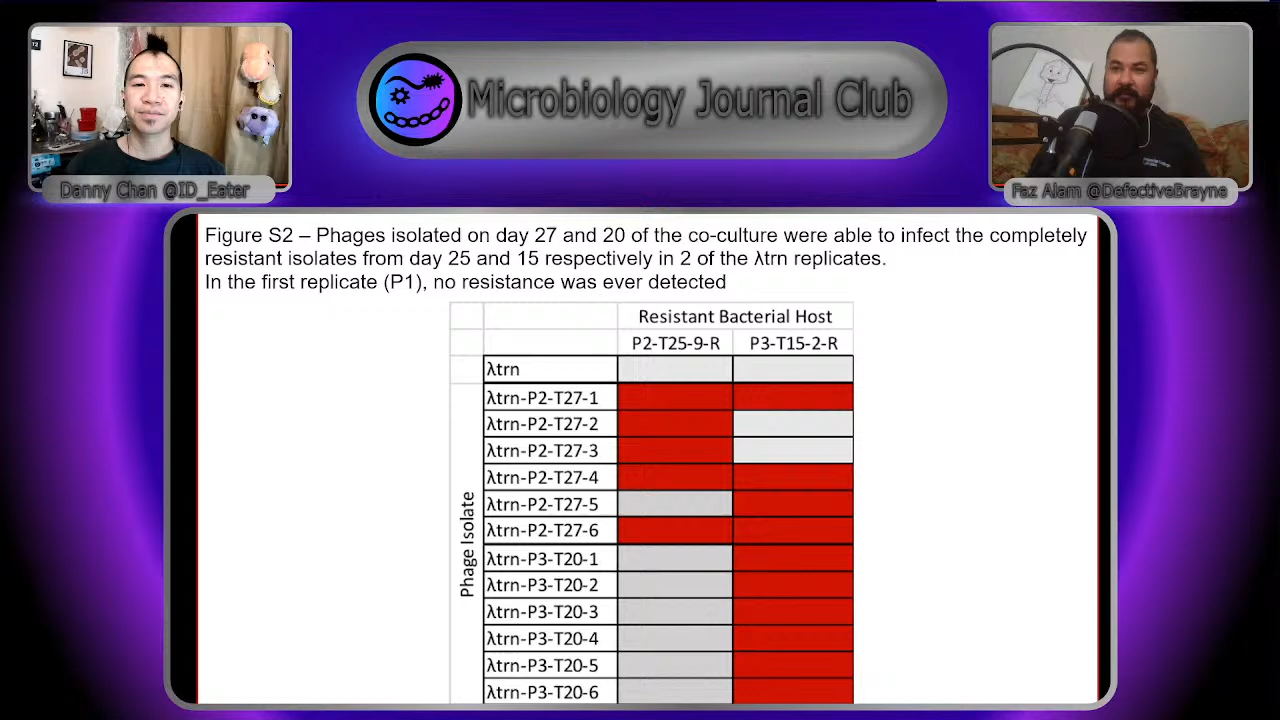 Microbiology Journal Club
Danny Chan @ID_Eater
Faz Alam @DefectiveBrayne
Figure S2 – Phages isolated on day 27 and 20 of the co-culture were able to infect the completely
resistant isolates from day 25 and 15 respectively in 2 of the λtrn replicates.
In the first replicate (P1), no resistance was ever detected
Resistant Bacterial Host
P2-T25-9-R P3-T15-2-R
Phage Isolate
λtrn
λtrn-P2-T27-1
λtrn-P2-T27-2
λtrn-P2-T27-3
λtrn-P2-T27-4
λtrn-P2-T27-5
λtrn-P2-T27-6
λtrn-P3-T20-1
λtrn-P3-T20-2
λtrn-P3-T20-3
λtrn-P3-T20-4
λtrn-P3-T20-5
λtrn-P3-T20-6